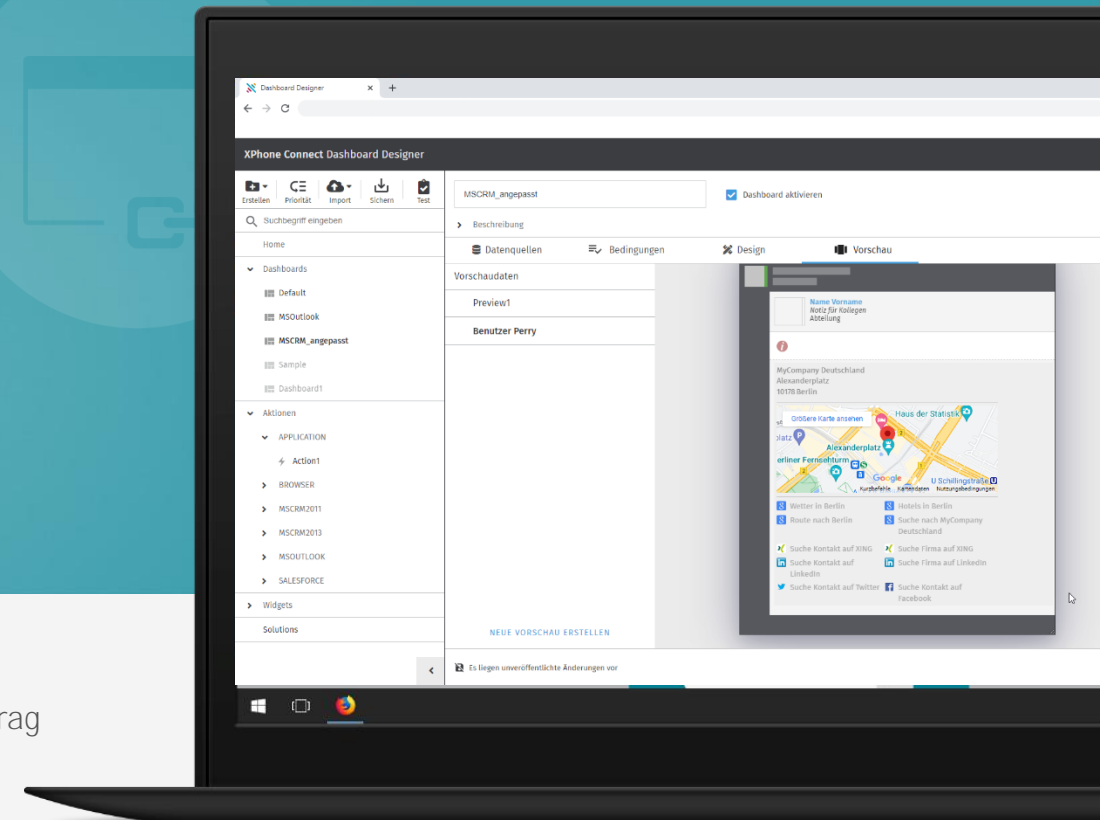 Dashboard Designer
XPhone Connect Dashboard Designer
Erstellen
Priorität
Import
Sichern
Test
Suchbegriff eingeben
Home
Dashboards
Default
MSOutlook
MSCRM_angepasst
Sample
Dashboard1
Aktionen
APPLICATION
Action1
BROWSER
MSCRM2011
MSCRM2013
MSOUTLOOK
SALESFORCE
Widgets
Solutions
MSCRM_angepasst
Dashboard aktivieren
Beschreibung
Datenquellen
Bedingungen
Design
Vorschau
Vorschaudaten
Preview1
Benutzer Perry
NEUE VORSCHAU ERSTELLEN
Es liegen unveröffentlichte Änderungen vor
Name Vorname
Notiz für Kollegen
Abteilung
MyCompany Deutschland
Alexanderplatz
10178 Berlin
Größere Karte ansehen
Haus der Statistik
latz
Alexanderplatz
erliner Fernsehturm
Google
U Schillingstraße
Kurzbefehle
Kartendaten
Nutzungsbedingungen
Wetter in Berlin
Hotels in Berlin
Route nach Berlin
Suche nach MyCompany
Deutschland
Suche Kontakt auf XING
Suche Firma auf XING
Suche Kontakt auf
LinkedIn
Suche Firma auf LinkedIn
Suche Kontakt auf Twitter
Suche Kontakt auf
Facebook
rag